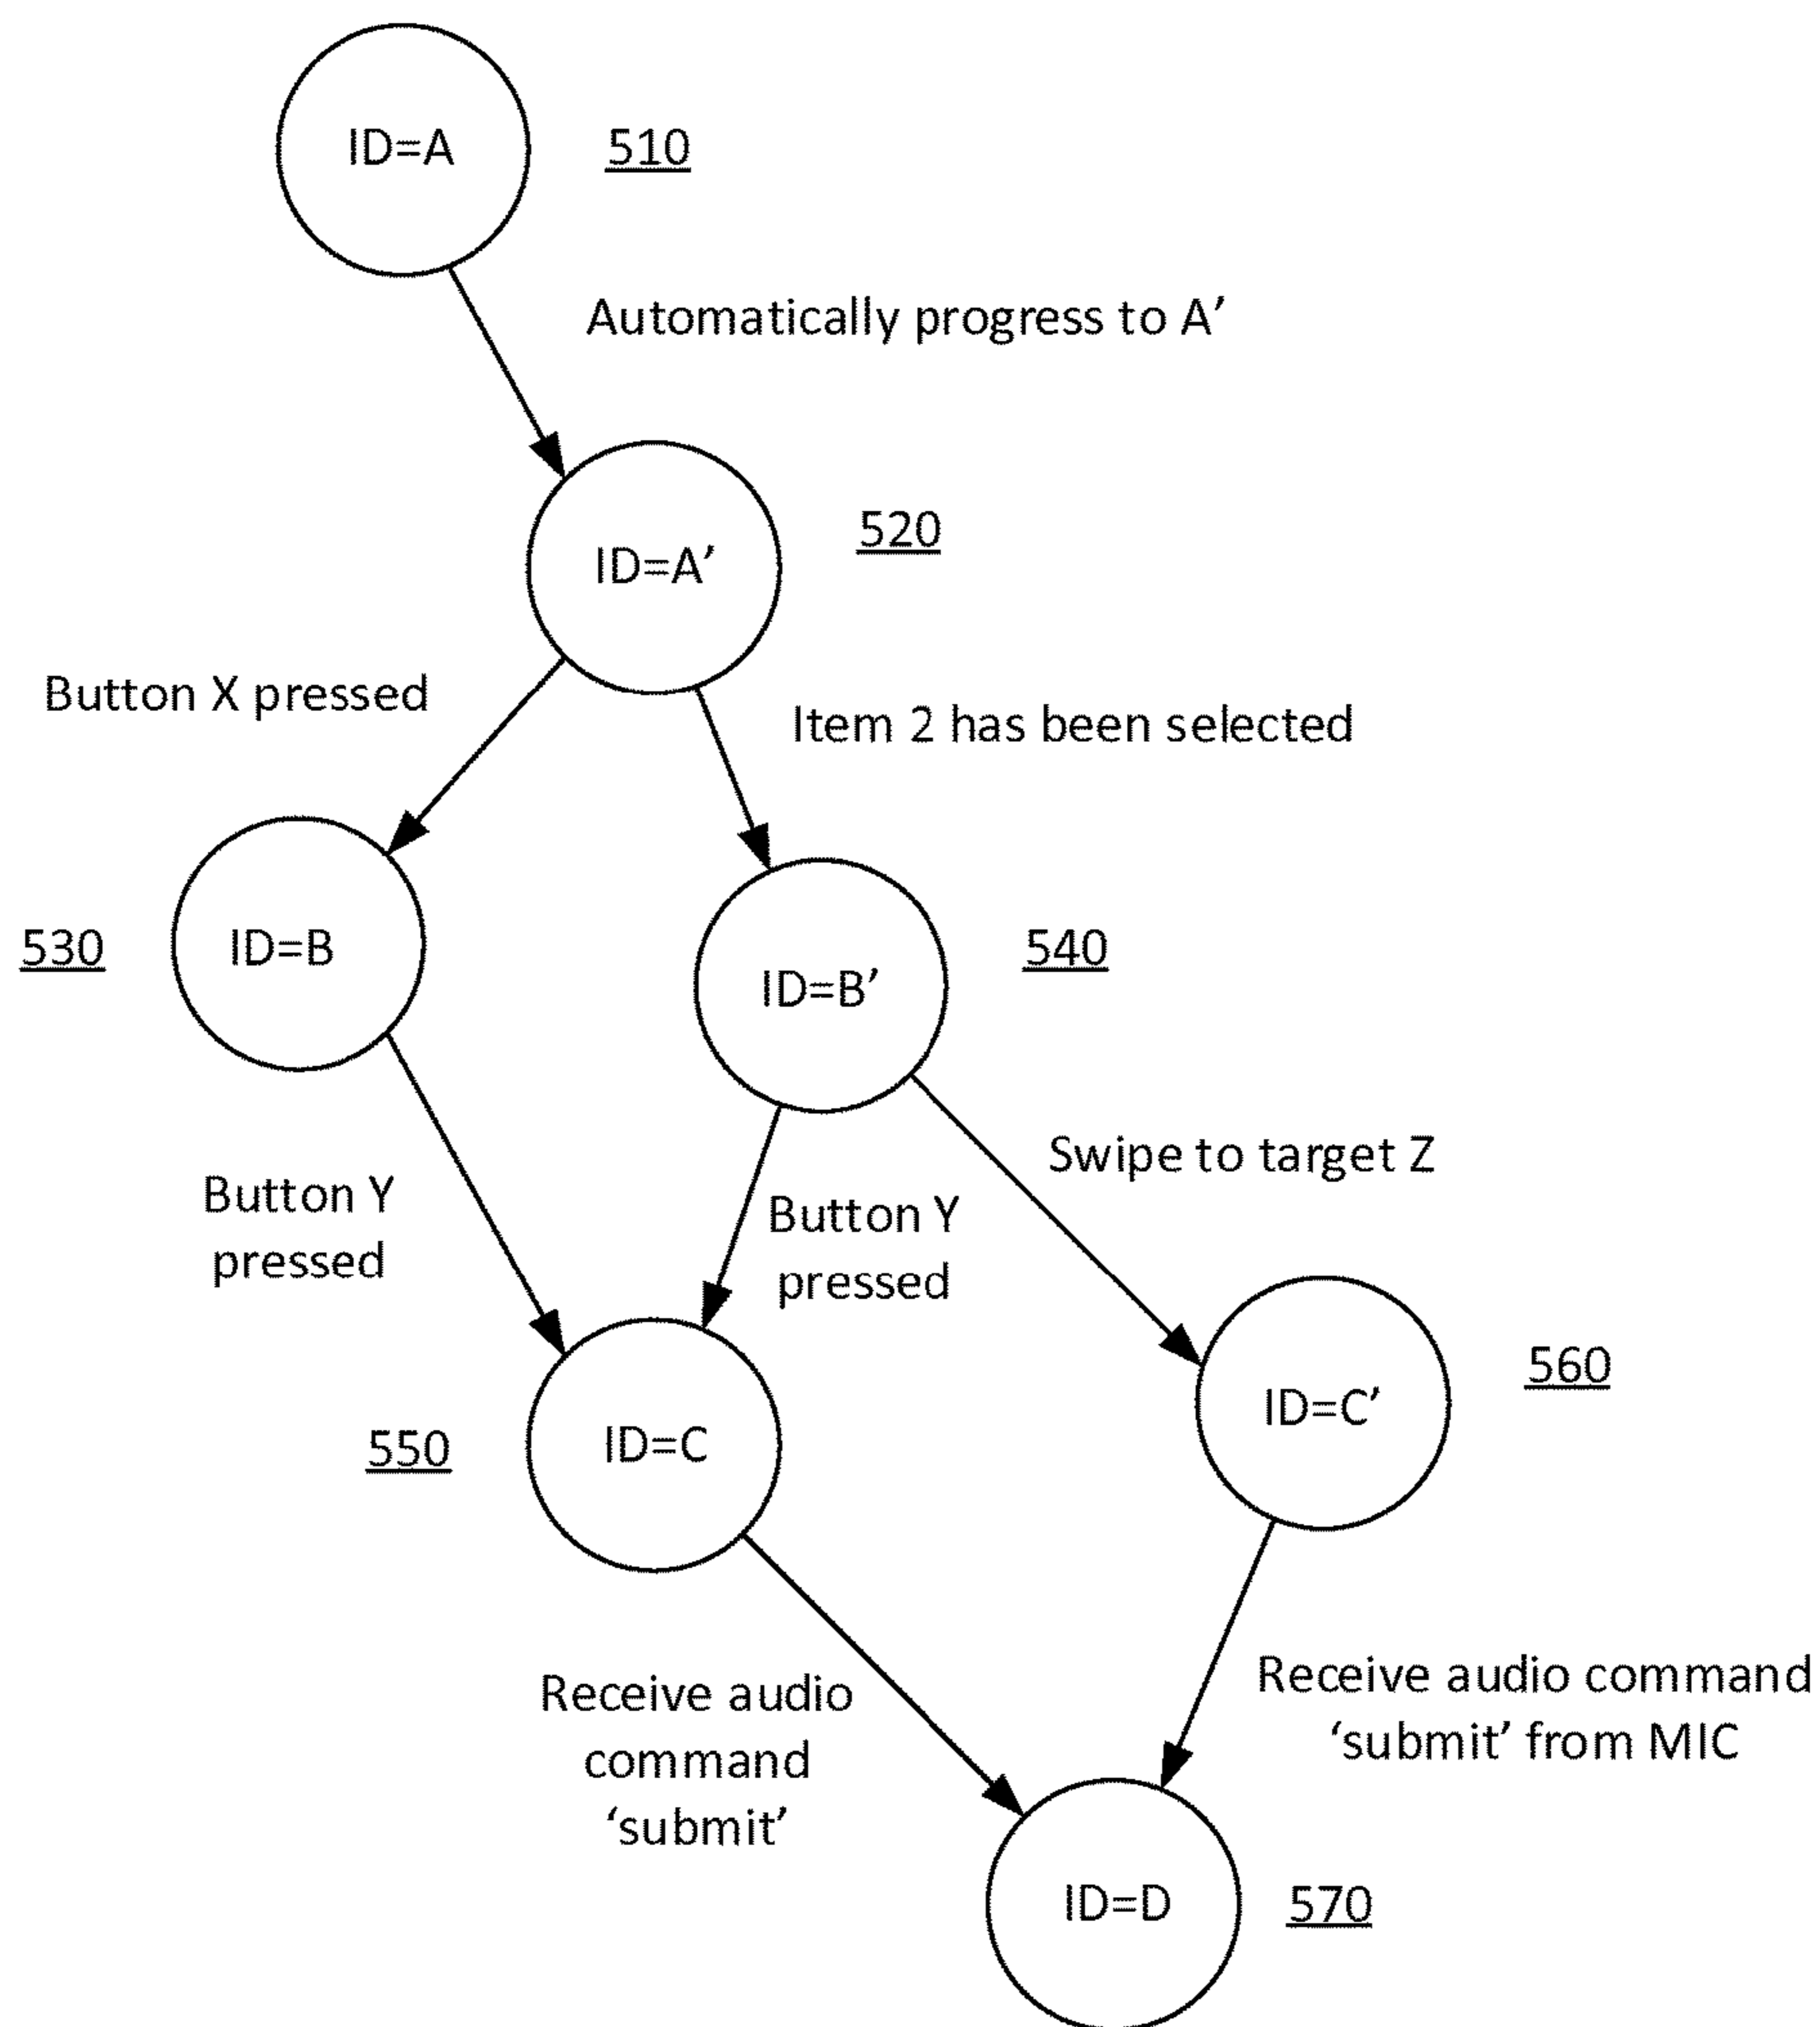 ID=A
510
Automatically progress to A’
520
ID=A’
Button X pressed
Item 2 has been selected
530
ID=B
540
ID=B’
Swipe to target Z
Button Y
pressed
Button Y
pressed
560
ID=C’
550
ID=C
Receive audio
command
‘submit’
Receive audio command
‘submit’ from MIC
ID=D
570